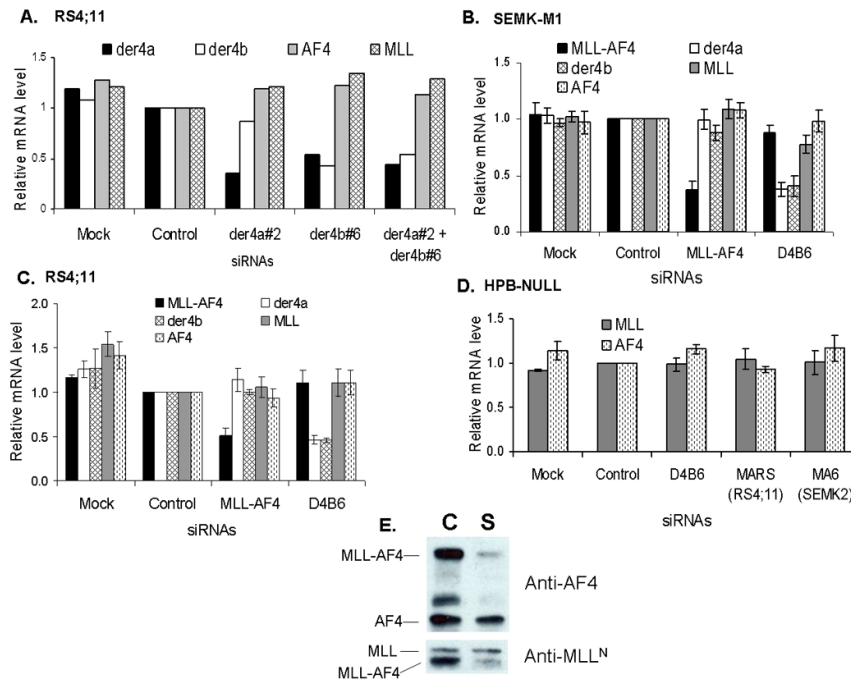 A. RS4;11
der4a der4b AF4 MLL
Relative mRNA level
1.5
1
0.5
0
Mock Control der4a#2 der4b#6 der4a#2 + der4b#6
siRNAs
B. SEMK-M1
MLL-AF4 der4a
der4b MLL
AF4
Relative mRNA level
1.5
1.0
0.5
0.0
Mock Control MLL-AF4 D4B6
siRNAs
C. RS4;11
MLL-AF4 der4a
der4b MLL
AF4
Relative mRNA level
2.0
1.5
1.0
0.5
0.0
Mock Control MLL-AF4 D4B6
siRNAs
D. HPB-NULL
MLL
AF4
Relative mRNA leve
1.5
1.0
0.5
0.0
Mock Control D4B6 MARS (RS4;11) MA6 (SEMK2)
siRNAs
E. C S
MLL-AF4
AF4
Anti-AF4
MLL
MLL-AF4
Anti-MLLᴺ